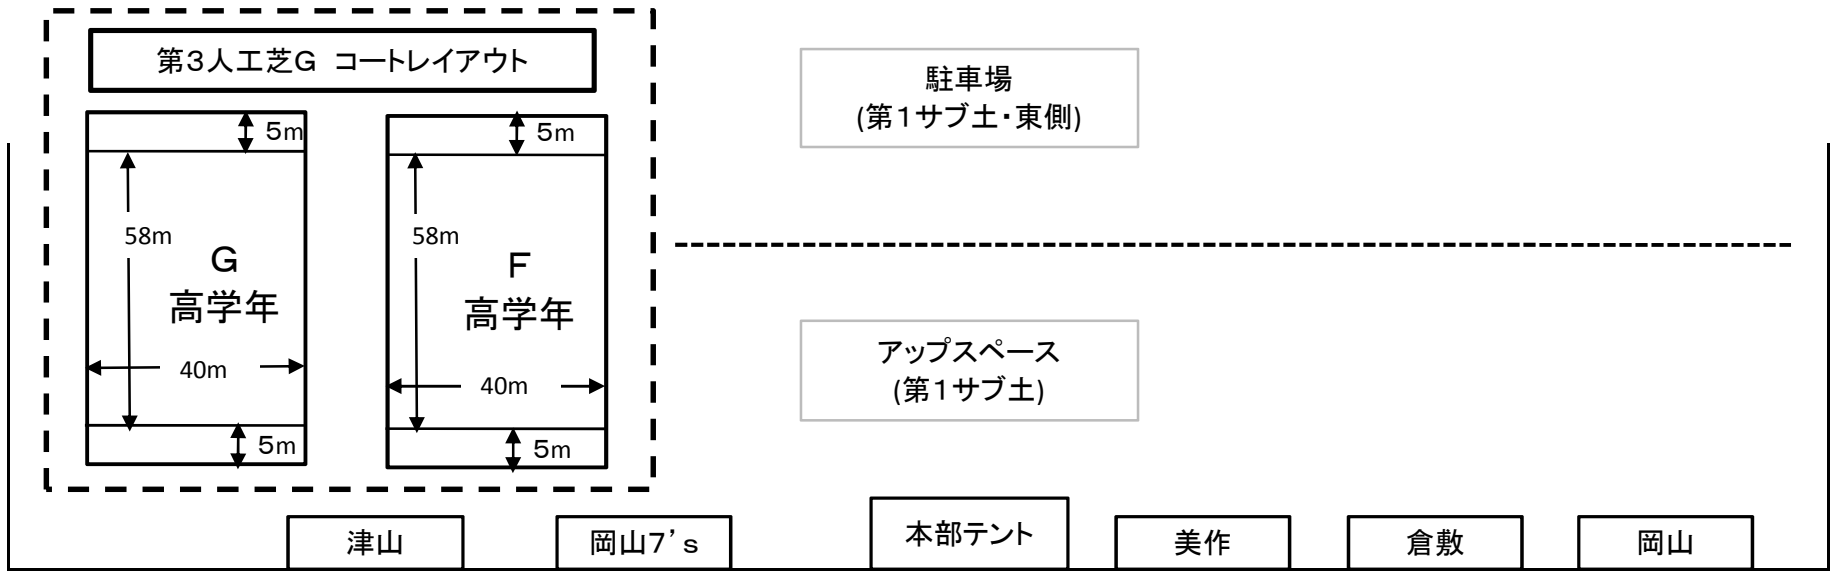 第３人工芝Ｇ コートレイアウト
駐車場
(第１サブ土・東側)
5m
5m
58m
58m
G
高学年
F
高学年
40m
40m
5m
5m
アップスペース
(第１サブ土)
津山
岡山７’ｓ
本部テント
美作
倉敷
岡山